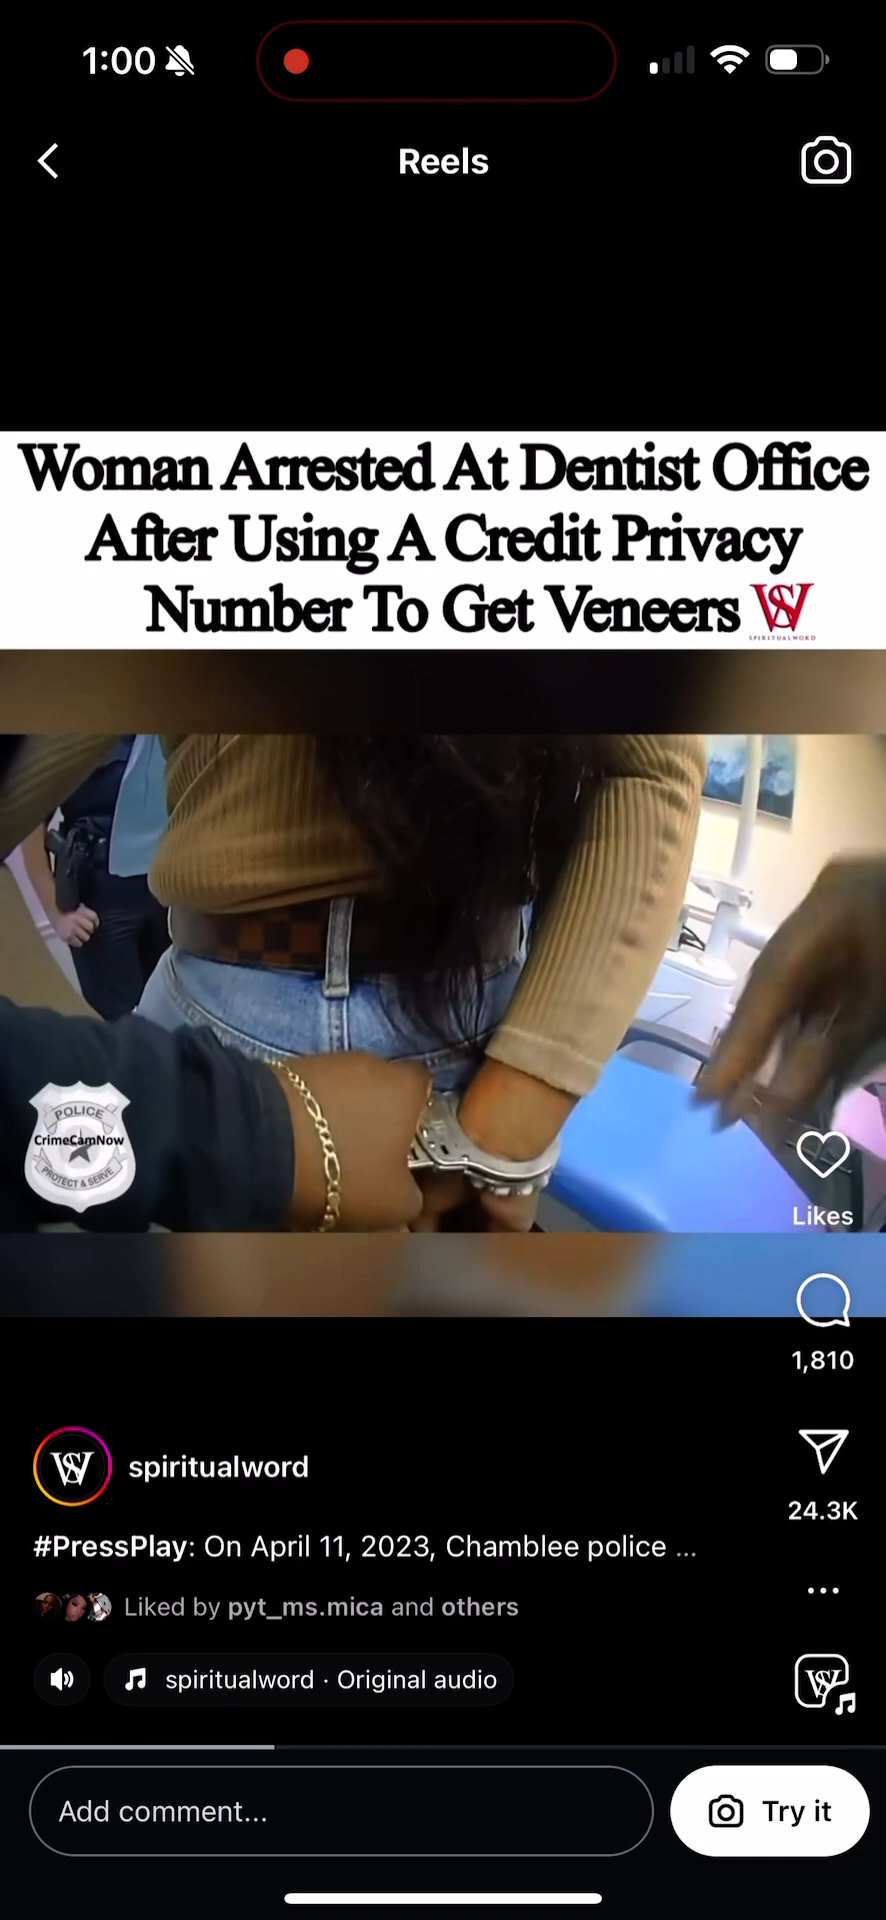 1:00
Reels
Woman Arrested At Dentist Office
After Using A Credit Privacy
Number To Get Veneers
SPIRITUALWORD
POLICE
CrimeCamNow
PROTECT & SERVE
Likes
1,810
spiritualword
24.3K
#PressPlay: On April 11, 2023, Chamblee police ...
Liked by pyt_ms.mica and others
spiritualword · Original audio
Add comment...
Try it